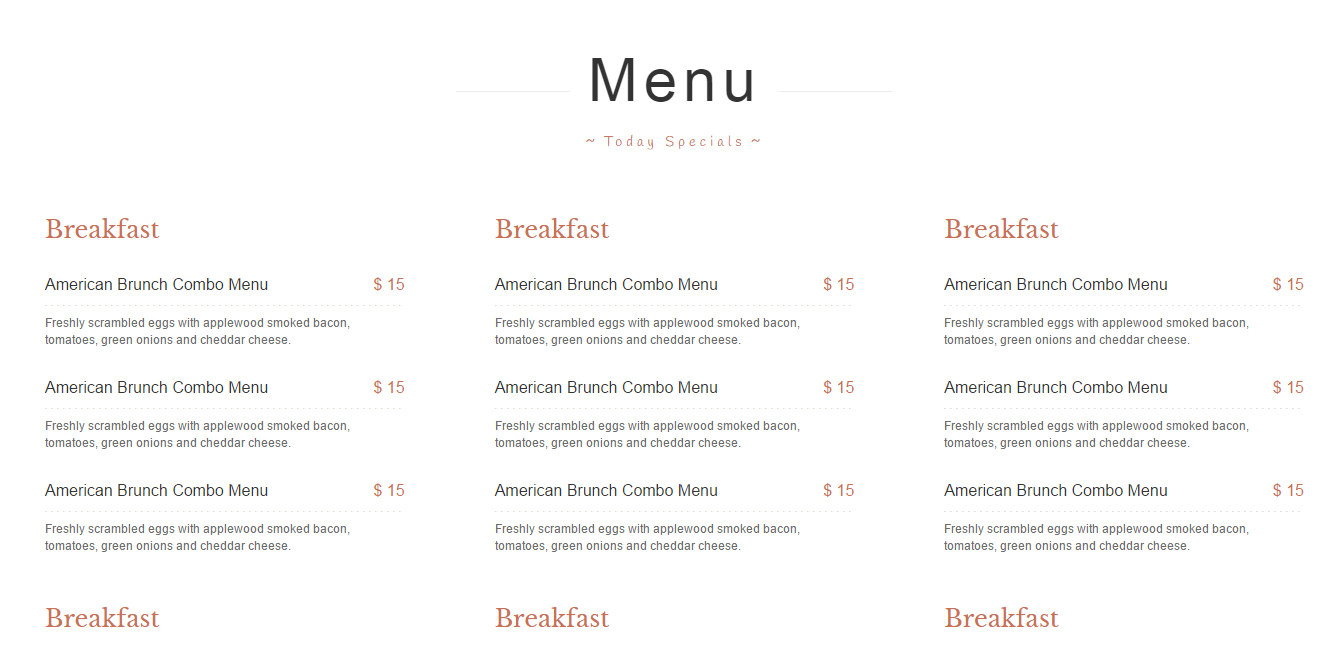 Menu
~ Today Specials ~
Breakfast
American Brunch Combo Menu $ 15
Freshly scrambled eggs with applewood smoked bacon,
tomatoes, green onions and cheddar cheese.
American Brunch Combo Menu $ 15
Freshly scrambled eggs with applewood smoked bacon,
tomatoes, green onions and cheddar cheese.
American Brunch Combo Menu $ 15
Freshly scrambled eggs with applewood smoked bacon,
tomatoes, green onions and cheddar cheese.
Breakfast
American Brunch Combo Menu $ 15
Freshly scrambled eggs with applewood smoked bacon,
tomatoes, green onions and cheddar cheese.
American Brunch Combo Menu $ 15
Freshly scrambled eggs with applewood smoked bacon,
tomatoes, green onions and cheddar cheese.
American Brunch Combo Menu $ 15
Freshly scrambled eggs with applewood smoked bacon,
tomatoes, green onions and cheddar cheese.
Breakfast
American Brunch Combo Menu $ 15
Freshly scrambled eggs with applewood smoked bacon,
tomatoes, green onions and cheddar cheese.
American Brunch Combo Menu $ 15
Freshly scrambled eggs with applewood smoked bacon,
tomatoes, green onions and cheddar cheese.
American Brunch Combo Menu $ 15
Freshly scrambled eggs with applewood smoked bacon,
tomatoes, green onions and cheddar cheese.
Breakfast
Breakfast
Breakfast